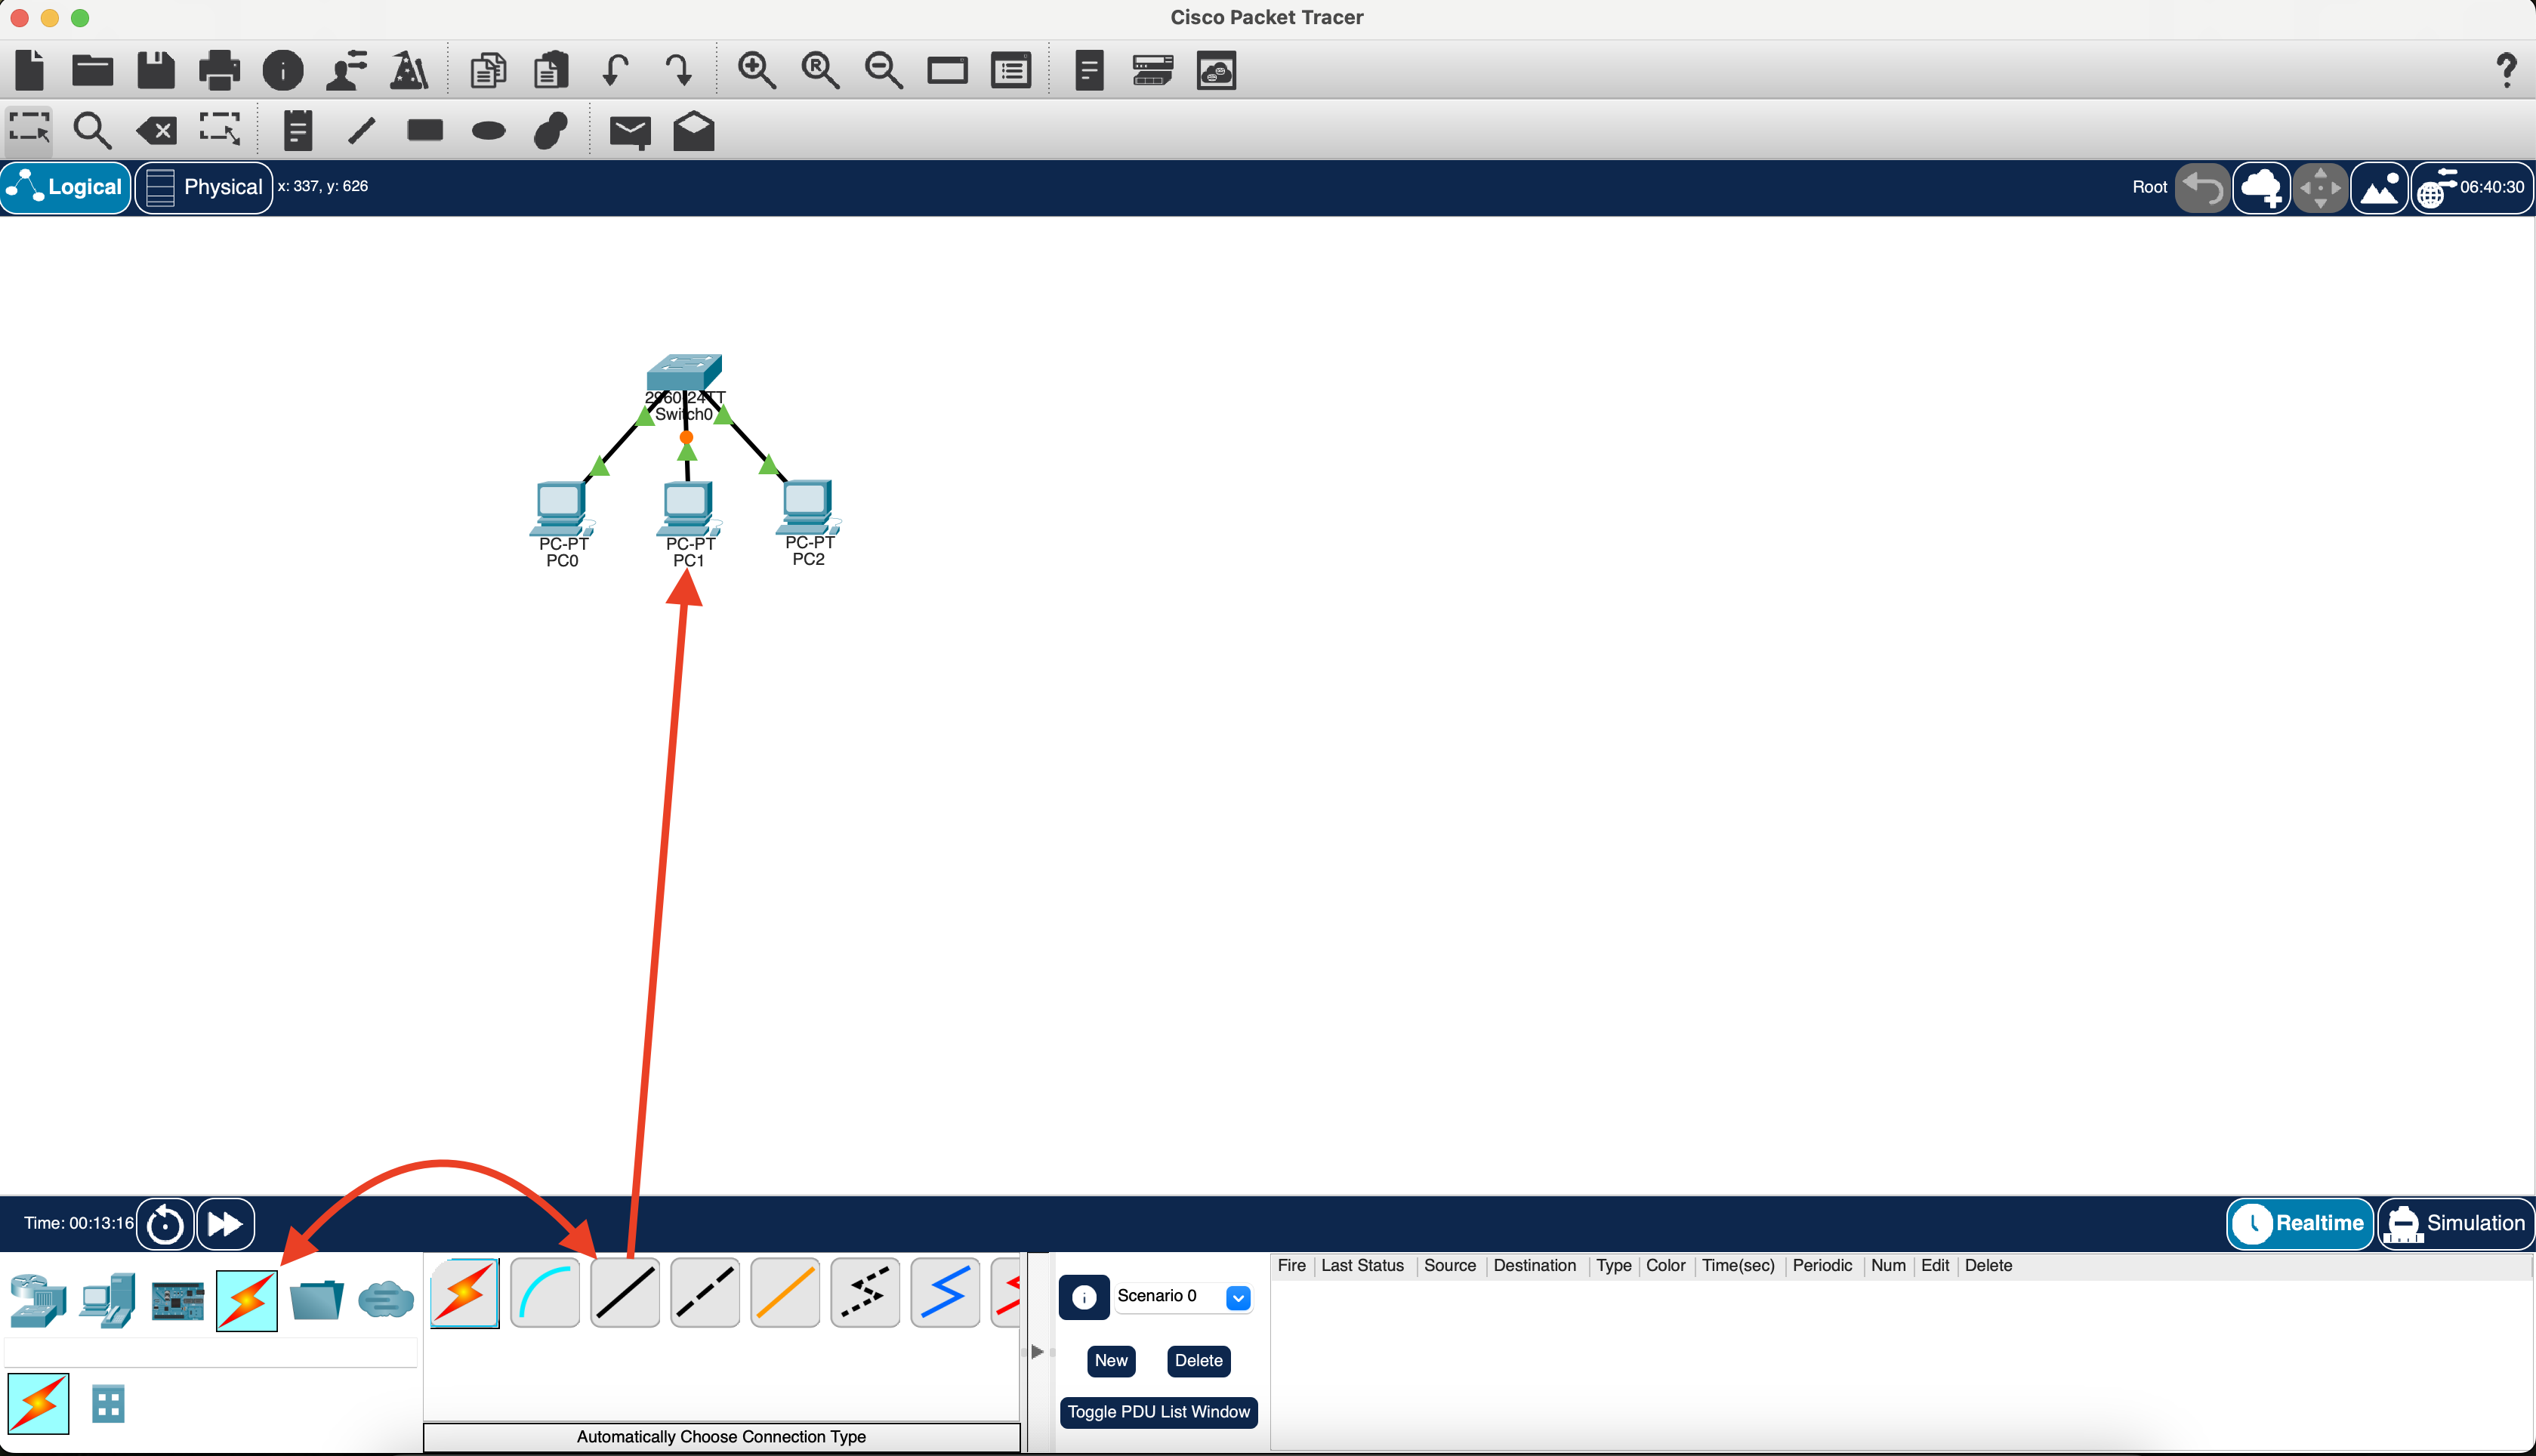 Cisco Packet Tracer
Logical
Physical
x: 337, y: 626
Root
06:40:30
2960-24TT
Switch0
PC-PT
PC0
PC-PT
PC1
PC-PT
PC2
Time: 00:13:16
Realtime
Simulation
Scenario 0
New
Delete
Toggle PDU List Window
Fire Last Status Source Destination Type Color Time(sec) Periodic Num Edit Delete
Automatically Choose Connection Type